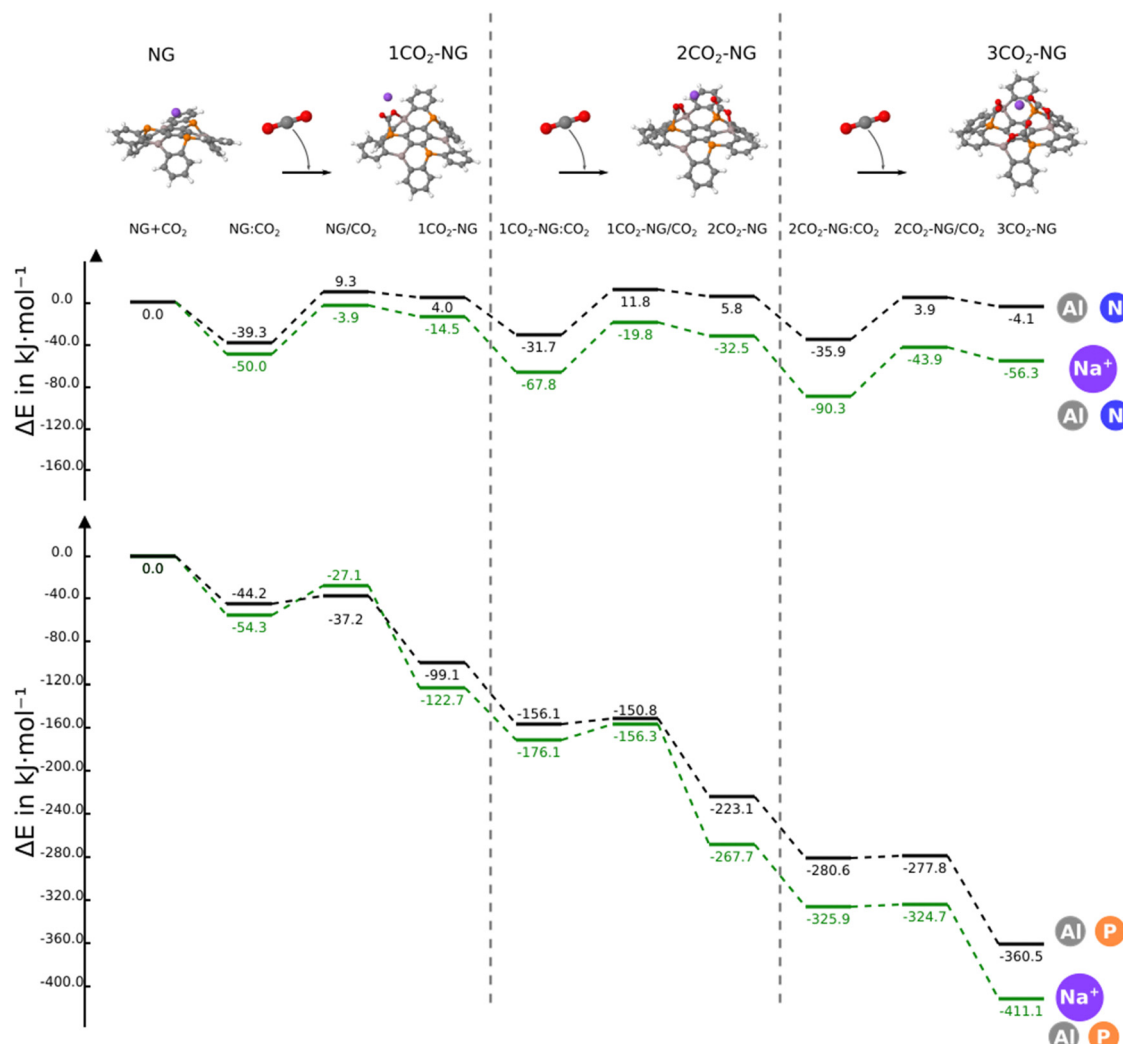 NG 1CO₂-NG 2CO₂-NG 3CO₂-NG
NG+CO₂ NG:CO₂ NG/CO₂ 1CO₂-NG 1CO₂-NG:CO₂ 1CO₂-NG/CO₂ 2CO₂-NG 2CO₂-NG:CO₂ 2CO₂-NG/CO₂ 3CO₂-NG
ΔE in kJ·mol⁻¹
0.0
-40.0
-80.0
-120.0
-160.0
0.0 -39.3 9.3 4.0 -31.7 11.8 5.8 -35.9 3.9 -4.1
-50.0 -3.9 -14.5 -67.8 -19.8 -32.5 -90.3 -43.9 -56.3
Al N
Na⁺
Al N
ΔE in kJ·mol⁻¹
0.0
-40.0
-80.0
-120.0
-160.0
-200.0
-240.0
-280.0
-320.0
-360.0
-400.0
0.0 -44.2 -37.2 -99.1 -156.1 -150.8 -223.1 -280.6 -277.8 -360.5
0.0 -54.3 -27.1 -122.7 -176.1 -156.3 -267.7 -325.9 -324.7 -411.1
Al P
Na⁺
Al P